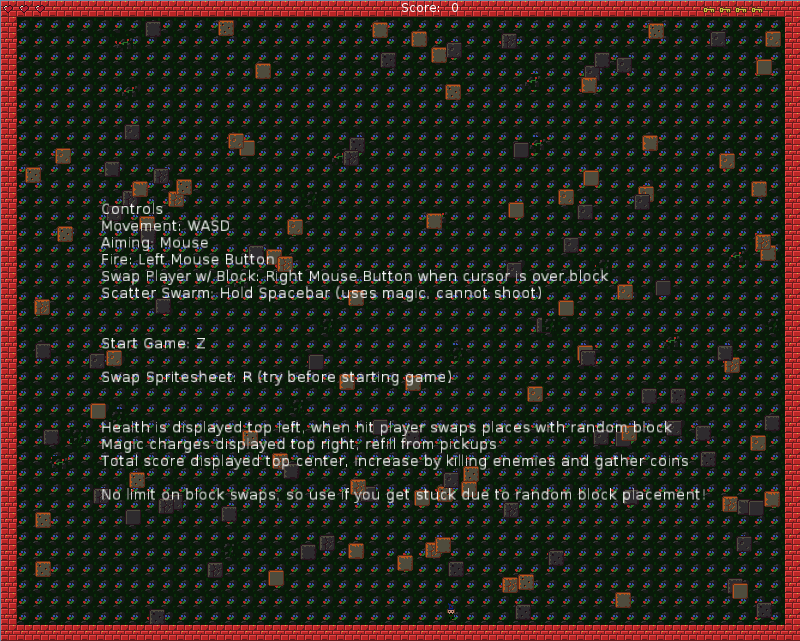 Score: 0
Controls
Movement: WASD
Aiming: Mouse
Fire: Left Mouse Button
Swap Player w/ Block: Right Mouse Button when cursor is over block
Scatter Swarm: Hold Spacebar (uses magic, cannot shoot)
Start Game: Z
Swap Spritesheet: R (try before starting game)
Health is displayed top left, when hit player swaps places with random block
Magic charges displayed top right, refill from pickups
Total score displayed top center, increase by killing enemies and gather coins
No limit on block swaps, so use if you get stuck due to random block placement!